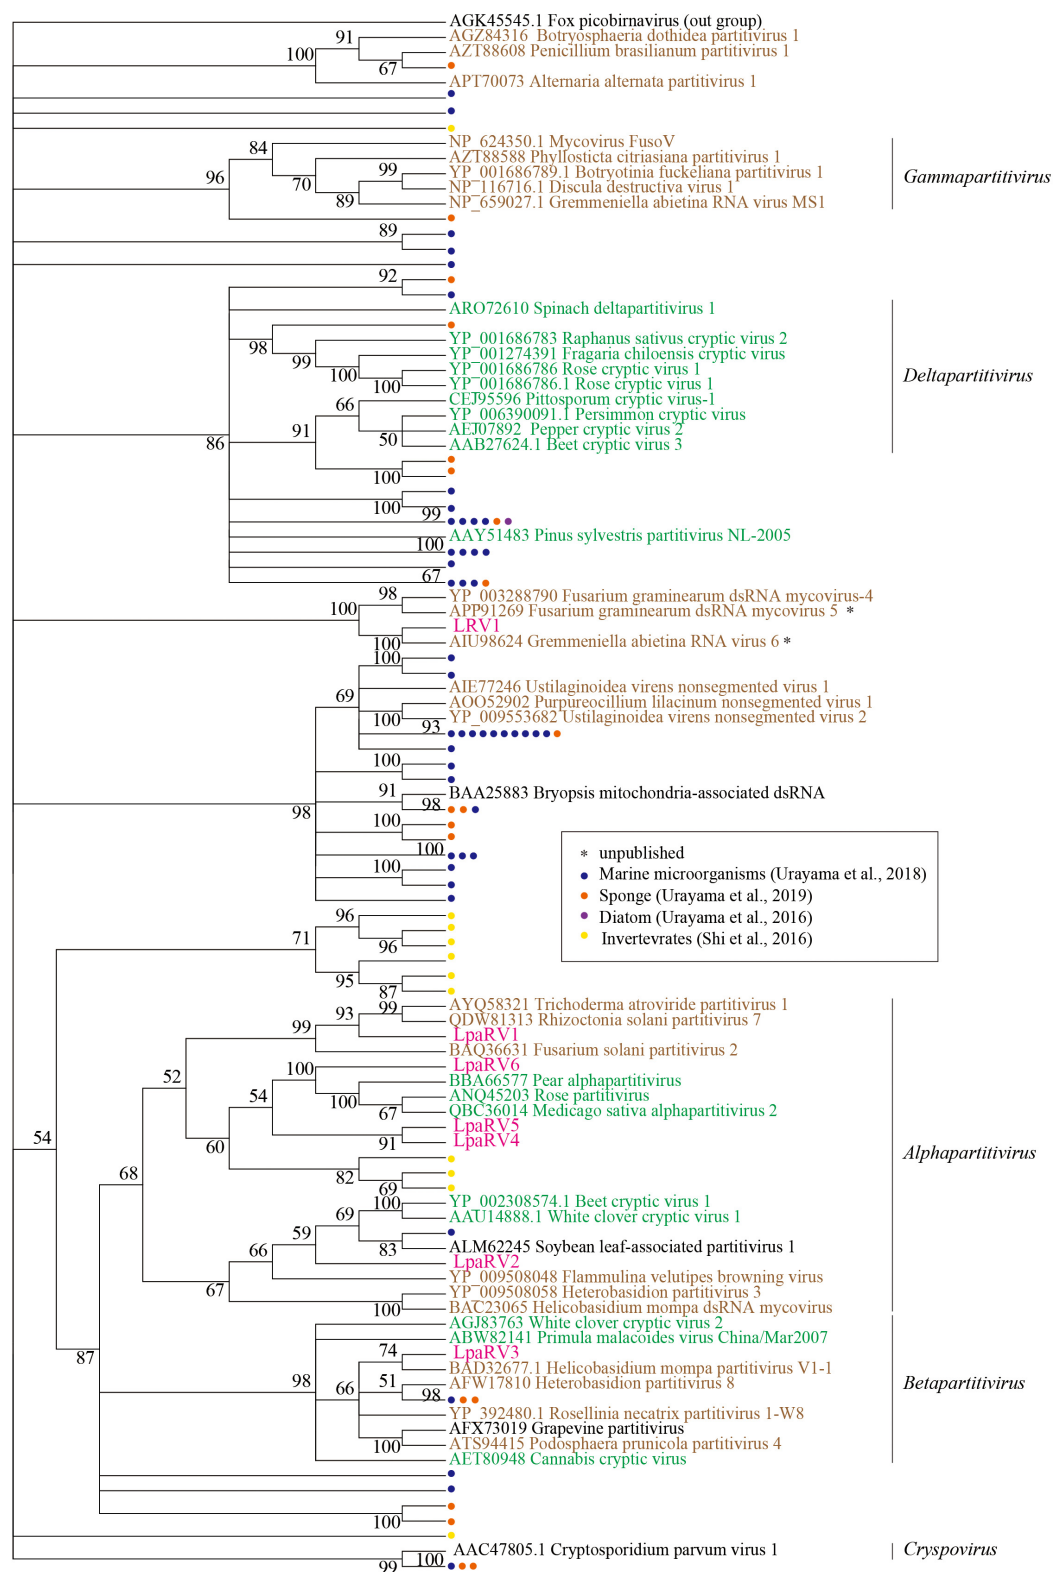 AGK45545.1 Fox picobirnavirus (out group)
91
AGZ84316 Botryosphaeria dothidea partitivirus 1
100
AZT88608 Penicillium brasilianum partitivirus 1
67
APT70073 Alternaria alternata partitivirus 1
84
NP_624350.1 Mycovirus FusoV
AZT88588 Phyllosticta citriasiana partitivirus 1
96
70
99
YP_001686789.1 Botryotinia fuckeliana partitivirus 1
Gammapartitivirus
NP_116716.1 Discula destructiva virus 1
89
NP_659027.1 Gremmeniella abietina RNA virus MS1
89
92
ARO72610 Spinach deltapartitivirus 1
98
YP_001686783 Raphanus sativus cryptic virus 2
99
YP_001274391 Fragaria chiloensis cryptic virus
100
YP_001686786 Rose cryptic virus 1
Deltapartitivirus
100
YP_001686786.1 Rose cryptic virus 1
66
CEJ95596 Pittosporum cryptic virus-1
YP_006390091.1 Persimmon cryptic virus
86
91
AEJ07892 Pepper cryptic virus 2
50
AAB27624.1 Beet cryptic virus 3
100
100
99
AAY51483 Pinus sylvestris partitivirus NL-2005
100
67
98
YP_003288790 Fusarium graminearum dsRNA mycovirus-4
100
APP91269 Fusarium graminearum dsRNA mycovirus 5 *
LRV1
100
AIU98624 Gremmeniella abietina RNA virus 6 *
100
69
AIE77246 Ustilaginoidea virens nonsegmented virus 1
AOO52902 Purpureocillium lilacinum nonsegmented virus 1
100
YP_009553682 Ustilaginoidea virens nonsegmented virus 2
93
100
91
BAA25883 Bryopsis mitochondria-associated dsRNA
98
98
100
100
100
* unpublished
Marine microorganisms (Urayama et al., 2018)
Sponge (Urayama et al., 2019)
Diatom (Urayama et al., 2016)
Invertevrates (Shi et al., 2016)
96
71
96
95
87
AYQ58321 Trichoderma atroviride partitivirus 1
99
93
QDW81313 Rhizoctonia solani partitivirus 7
99
LpaRV1
BAQ36631 Fusarium solani partitivirus 2
100
LpaRV6
52
BBA66577 Pear alphapartitivirus
54
100
ANQ45203 Rose partitivirus
67
QBC36014 Medicago sativa alphapartitivirus 2
LpaRV5
54
60
91
LpaRV4
Alphapartitivirus
68
82
69
100
YP_002308574.1 Beet cryptic virus 1
69
AAU14888.1 White clover cryptic virus 1
59
83
ALM62245 Soybean leaf-associated partitivirus 1
66
LpaRV2
YP_009508048 Flammulina velutipes browning virus
67
YP_009508058 Heterobasidion partitivirus 3
100
BAC23065 Helicobasidium mompa dsRNA mycovirus
AGJ83763 White clover cryptic virus 2
ABW82141 Primula malacoides virus China/Mar2007
87
74
LpaRV3
BAD32677.1 Helicobasidium mompa partitivirus V1-1
98
66
51
AFW17810 Heterobasidion partitivirus 8
Betapartitivirus
98
YP_392480.1 Rosellinia necatrix partitivirus 1-W8
AFX73019 Grapevine partitivirus
100
ATS94415 Podosphaera prunicola partitivirus 4
AET80948 Cannabis cryptic virus
100
AAC47805.1 Cryptosporidium parvum virus 1
Cryspovirus
100
99